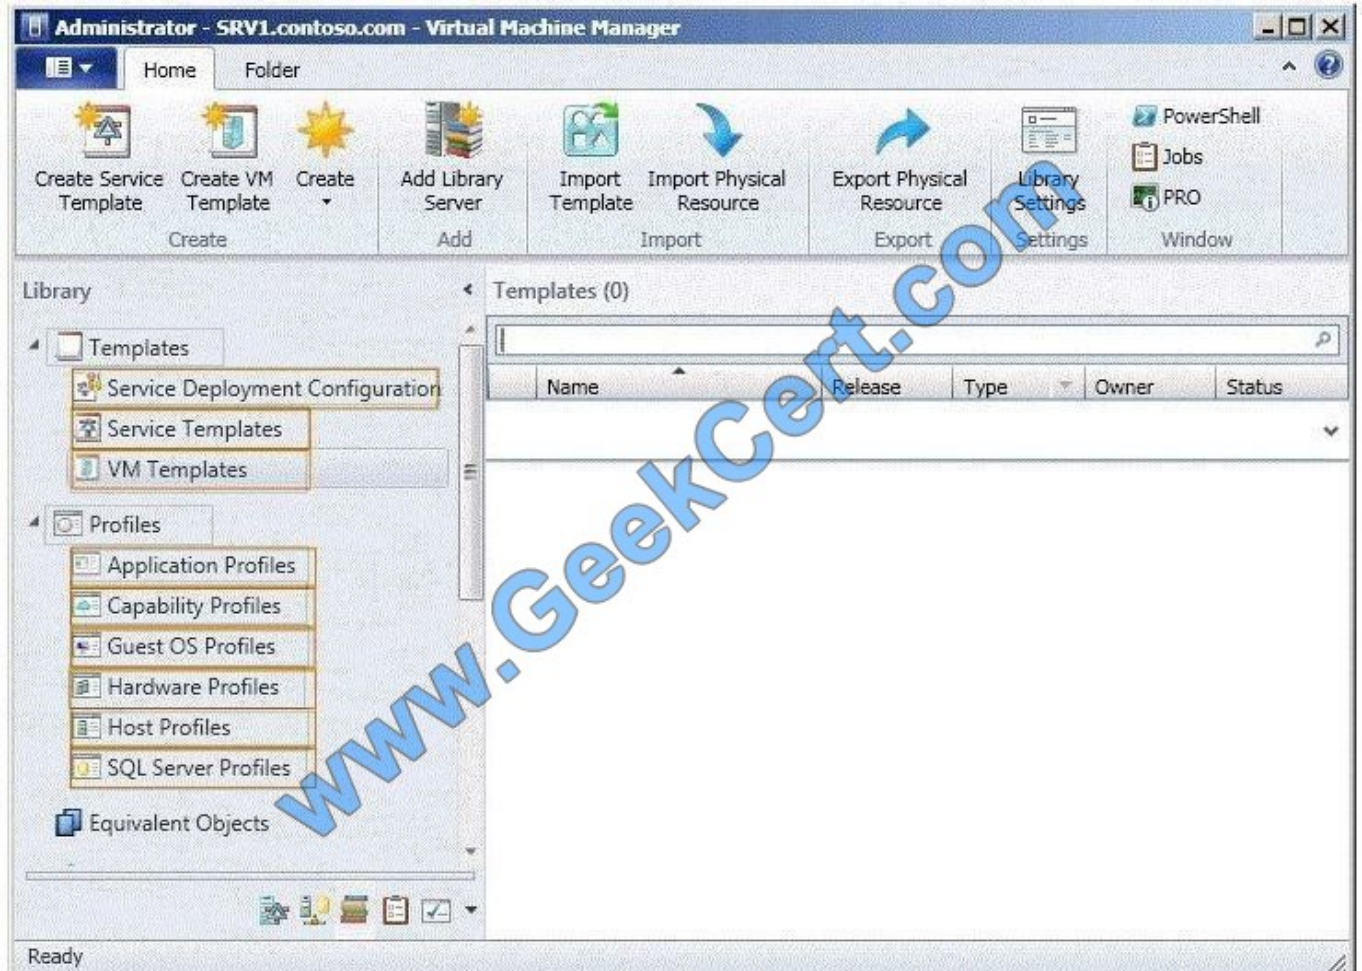 Administrator - SRV1.contoso.com - Virtual Machine Manager
Home
Folder
Create Service Template
Create VM Template
Create
Add Library Server
Import Template
Import Physical Resource
Export Physical Resource
Library Settings
PowerShell
Jobs
PRO
Create
Add
Import
Export
Settings
Window
Library
Templates (0)
Templates
Service Deployment Configuration
Service Templates
VM Templates
Name
Release
Type
Owner
Status
Profiles
Application Profiles
Capability Profiles
Guest OS Profiles
Hardware Profiles
Host Profiles
SQL Server Profiles
Equivalent Objects
Ready
www.GeekCert.com